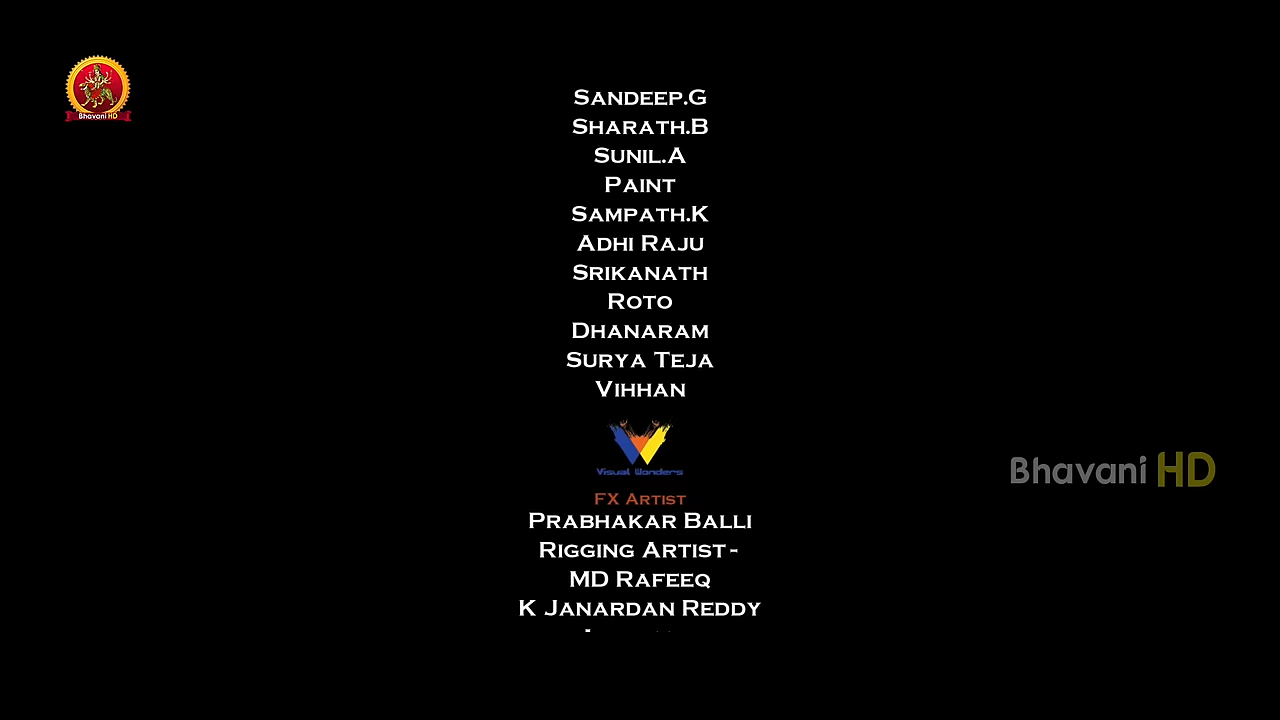 Bhavani HD
SANDEEP.G
SHARATH.B
SUNIL.A
PAINT
SAMPATH.K
ADHI RAJU
SRIKANATH
ROTO
DHANARAM
SURYA TEJA
VIHHAN
Visual Wonders
Bhavani HD
FX ARTIST
PRABHAKAR BALLI
RIGGING ARTIST -
MD RAFEEQ
K JANARDAN REDDY